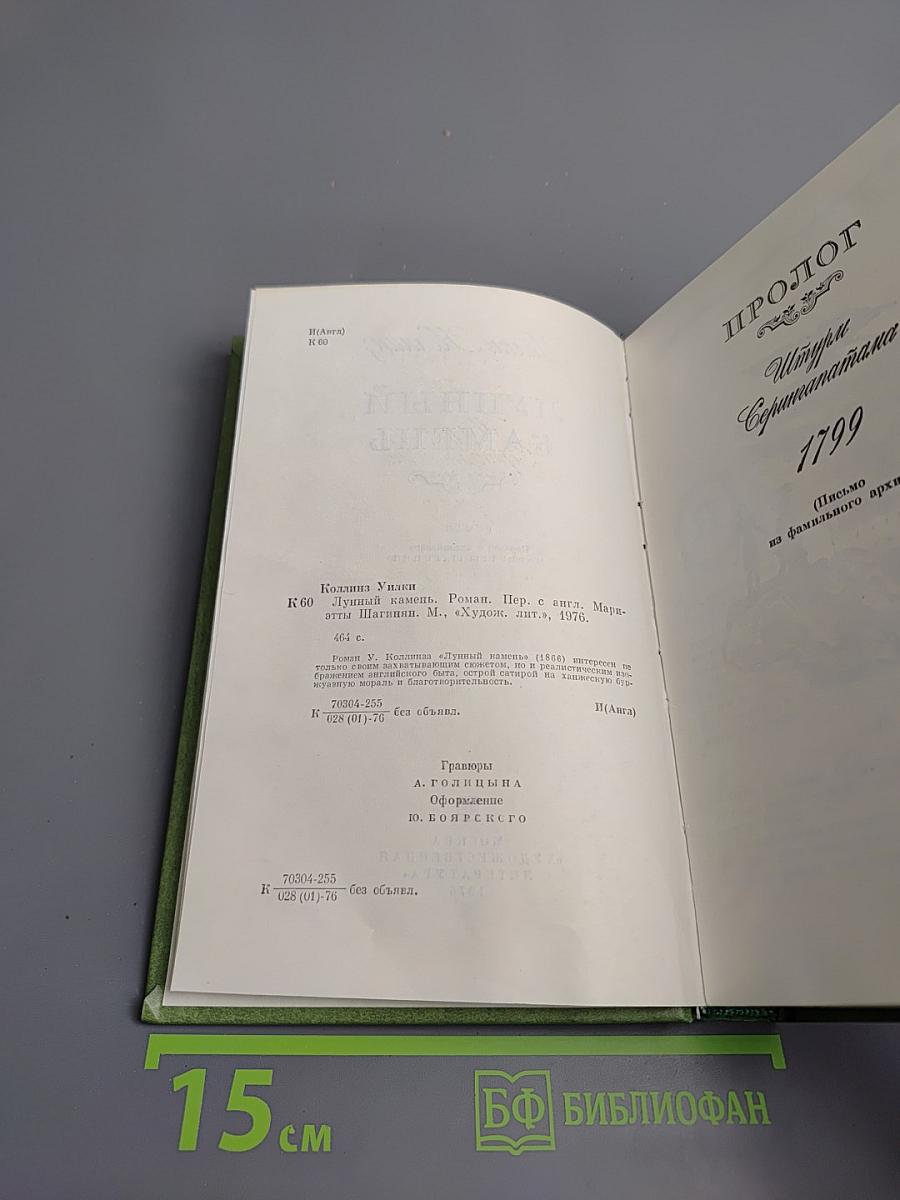 И(Англ)
К 60
Коллинз Уилки
К 60 Лунный камень. Роман. Пер. с англ. Мари-
этты Шагинян. М., «Худож. лит.», 1976.
464 с.
Роман У. Коллинза «Лунный камень» (1866) интересен не
только своим захватывающим сюжетом, но и реалистическим изо-
бражением английского быта, острой сатирой на ханжескую бур-
жуазную мораль и благотворительность.
К 70304-255
028 (01)-76 без объявл. И(Англ)
Гравюры
А. ГОЛИЦЫНА
Оформление
Ю. БОЯРСКОГО
К 70304-255
028 (01)-76 без объявл.
ПРОЛОГ
Штурм
Серингапатама
1799
(Письмо
из фамильного архи
15 см
БФ БИБЛИОФАН